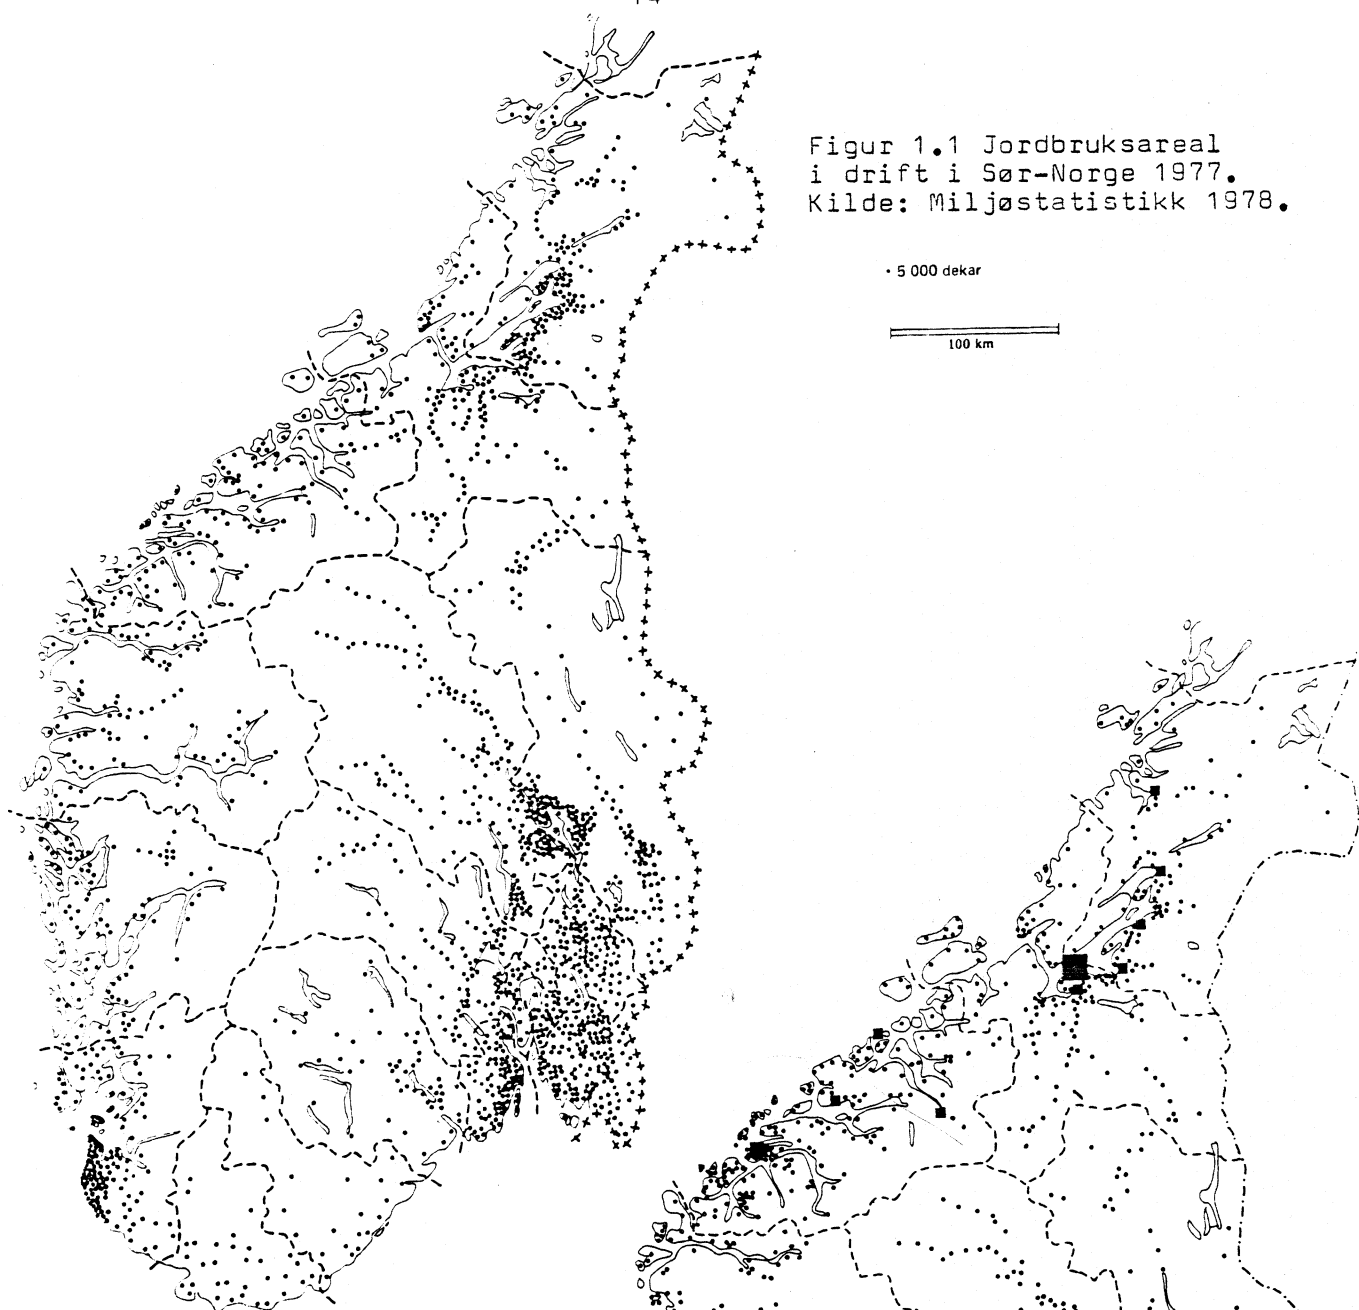 Figur 1.1 Jordbruksareal
i drift i Sør-Norge 1977.
Kilde: Miljøstatistikk 1978.
• 5 000 dekar
100 km